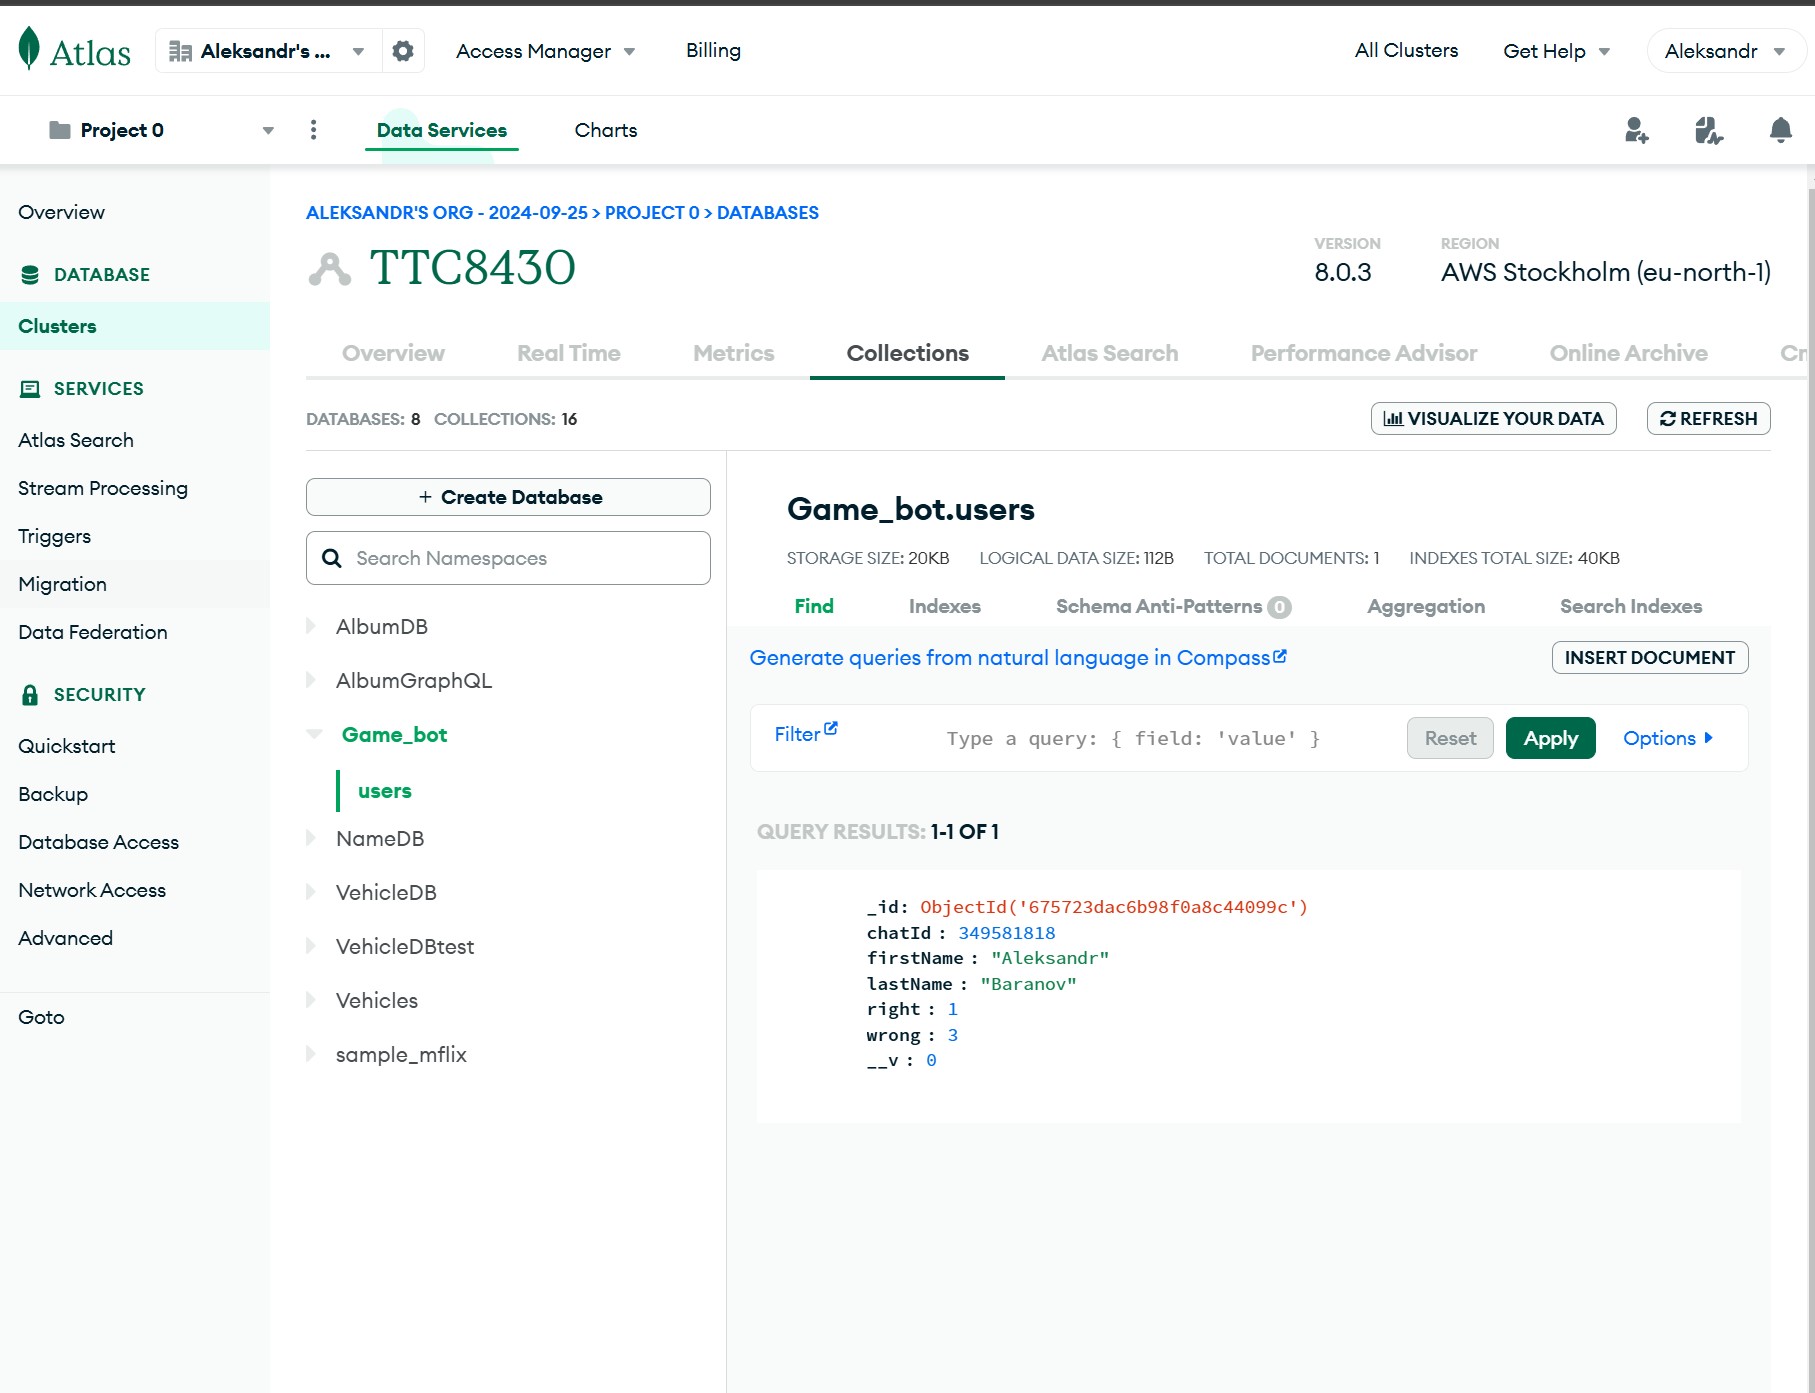 Atlas
Aleksandr's ...
Access Manager
Billing
All Clusters
Get Help
Aleksandr
Project 0
Data Services
Charts
Overview
DATABASE
Clusters
SERVICES
Atlas Search
Stream Processing
Triggers
Migration
Data Federation
SECURITY
Quickstart
Backup
Database Access
Network Access
Advanced
Goto
ALEKSANDR'S ORG - 2024-09-25 > PROJECT 0 > DATABASES
TTC8430
VERSION
8.0.3
REGION
AWS Stockholm (eu-north-1)
Overview
Real Time
Metrics
Collections
Atlas Search
Performance Advisor
Online Archive
DATABASES: 8 COLLECTIONS: 16
VISUALIZE YOUR DATA
REFRESH
+ Create Database
Search Namespaces
AlbumDB
AlbumGraphQL
Game_bot
users
NameDB
VehicleDB
VehicleDBtest
Vehicles
sample_mflix
Game_bot.users
STORAGE SIZE: 20KB LOGICAL DATA SIZE: 112B TOTAL DOCUMENTS: 1 INDEXES TOTAL SIZE: 40KB
Find
Indexes
Schema Anti-Patterns 0
Aggregation
Search Indexes
Generate queries from natural language in Compass
INSERT DOCUMENT
Filter
Type a query: { field: 'value' }
Reset
Apply
Options
QUERY RESULTS: 1-1 OF 1
_id: ObjectId('675723dac6b98f0a8c44099c')
chatId : 349581818
firstName : "Aleksandr"
lastName : "Baranov"
right : 1
wrong : 3
__v : 0